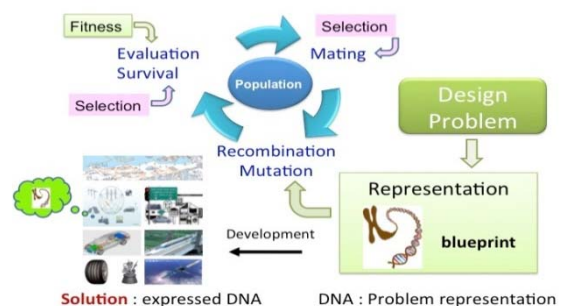 Fitness
Evaluation
Survival
Selection
Selection
Mating
Population
Recombination
Mutation
Design
Problem
Representation
blueprint
Development
Solution : expressed DNA
DNA : Problem representation